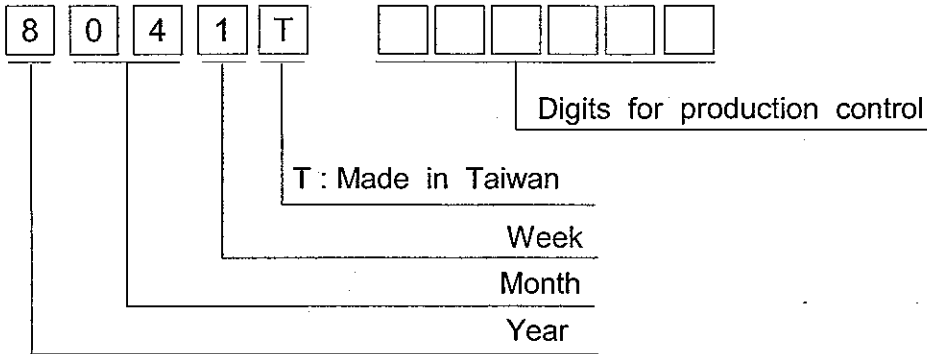 8 0 4 1 T
Digits for production control
T : Made in Taiwan
Week
Month
Year